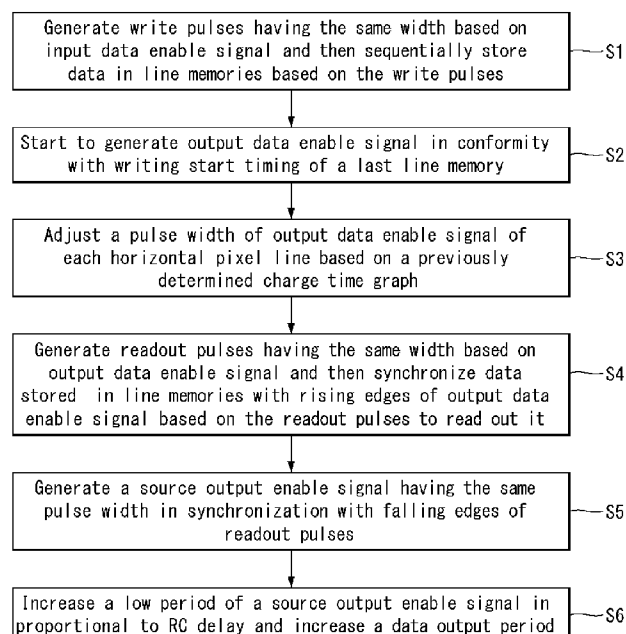 Generate write pulses having the same width based on
input data enable signal and then sequentially store
data in line memories based on the write pulses
S1
Start to generate output data enable signal in conformity
with writing start timing of a last line memory
S2
Adjust a pulse width of output data enable signal of
each horizontal pixel line based on a previously
determined charge time graph
S3
Generate readout pulses having the same width based on
output data enable signal and then synchronize data
stored in line memories with rising edges of output data
enable signal based on the readout pulses to read out it
S4
Generate a source output enable signal having the same
pulse width in synchronization with falling edges of
readout pulses
S5
Increase a low period of a source output enable signal in
proportional to RC delay and increase a data output period
S6